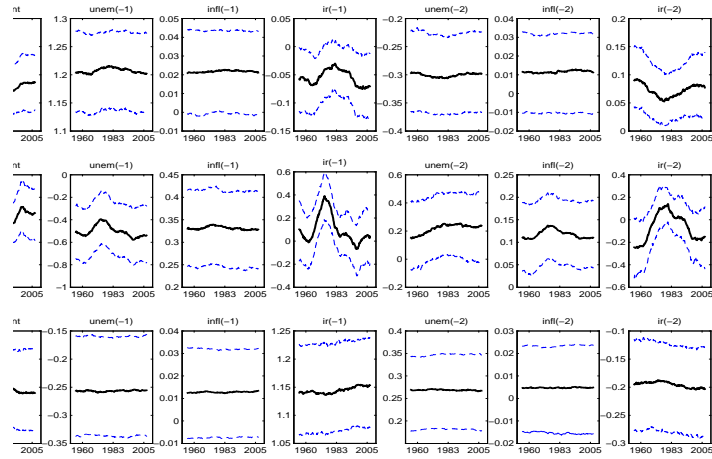 nt unem(−1) infl(−1) ir(−1) unem(−2) infl(−2) ir(−2)
1.3 0.05 0.05 −0.2 0.04 0.2
0.04
1.25 0 −0.25 0.03 0.15
0.03
0.02
1.2 0.02 −0.05 −0.3 0.1
0.01
0.01
1.15 −0.1 −0.35 0 0.05
0
−0.01
1.1 −0.01 −0.15 −0.4 −0.02 0
2005 1960 1983 2005 1960 1983 2005 1960 1983 2005 1960 1983 2005 1960 1983 2005 1960 1983 2005
nt unem(−1) infl(−1) ir(−1) unem(−2) infl(−2) ir(−2)
0 0.45 0.6 0.6 0.25 0.4
−0.2 0.4 0.4 0.2 0.2
0.4
−0.4 0.35 0.2 0.15 0
0.2
−0.6 0.3 0 0.1 −0.2
0
−0.8 0.25 −0.2 0.05 −0.4
−1 0.2 −0.4 −0.2 0 −0.6
2005 1960 1983 2005 1960 1983 2005 1960 1983 2005 1960 1983 2005 1960 1983 2005 1960 1983 2005
nt unem(−1) infl(−1) ir(−1) unem(−2) infl(−2) ir(−2)
−0.15 0.04 1.25 0.4 0.03 −0.1
−0.2 0.03 1.2 0.35 0.02 −0.15
0.02 0.3
−0.25 1.15 0.01 −0.2
0.01 0.25
−0.3 1.1 0 −0.25
0 0.2
−0.35 −0.01 1.05 −0.01 −0.3
2005 1960 1983 2005 1960 1983 2005 1960 1983 2005 1960 1983 2005 1960 1983 2005 1960 1983 2005